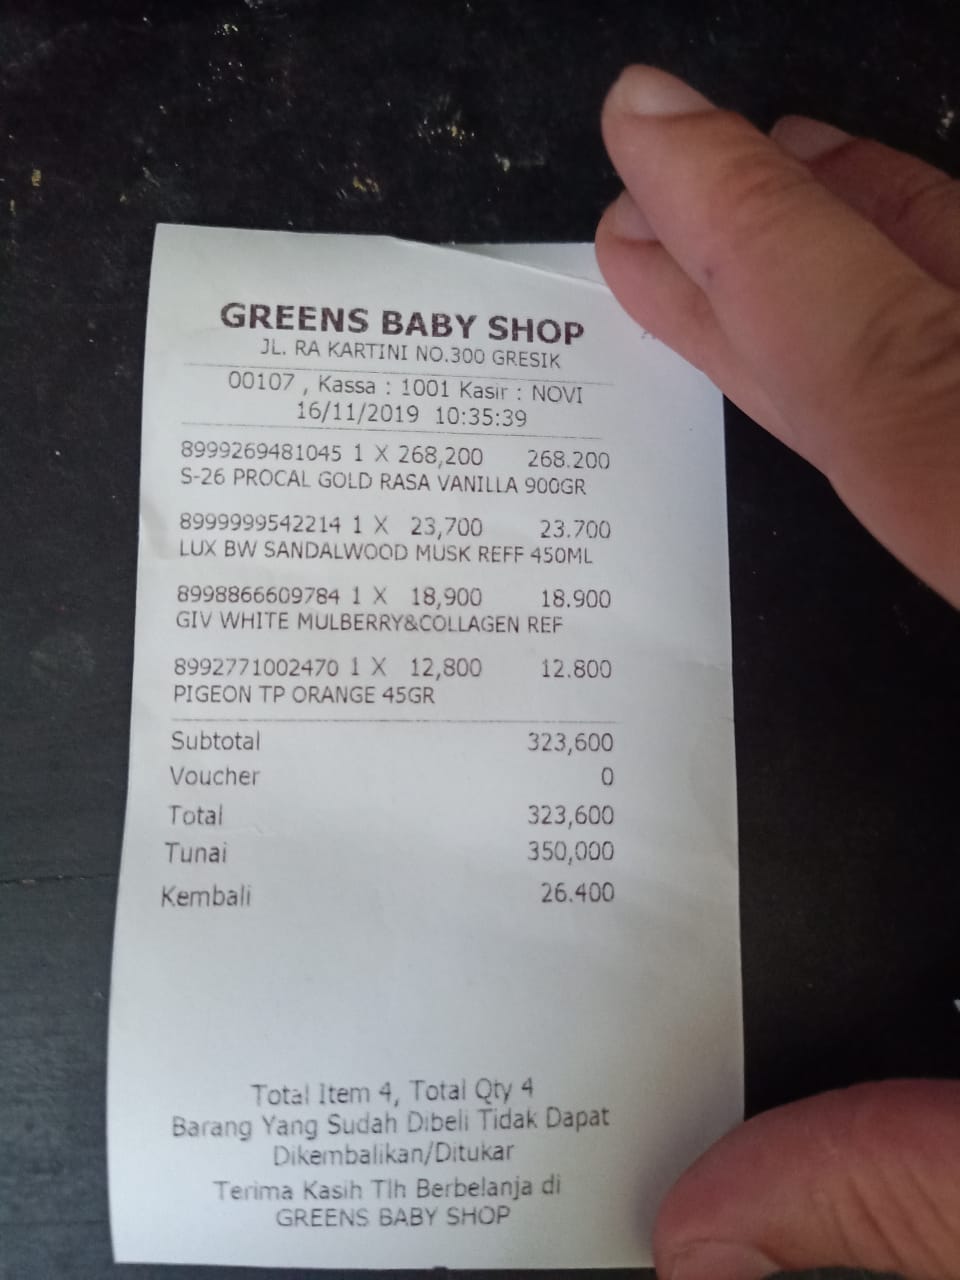 GREENS BABY SHOP
JL. RA KARTINI NO.300 GRESIK
00107 , Kassa : 1001 Kasir : NOVI
16/11/2019 10:35:39
8999269481045 1 X 268,200 268.200
S-26 PROCAL GOLD RASA VANILLA 900GR
8999999542214 1 X 23,700 23.700
LUX BW SANDALWOOD MUSK REFF 450ML
8998866609784 1 X 18,900 18.900
GIV WHITE MULBERRY&COLLAGEN REF
8992771002470 1 X 12,800 12.800
PIGEON TP ORANGE 45GR
Subtotal 323,600
Voucher 0
Total 323,600
Tunai 350,000
Kembali 26.400
Total Item 4, Total Qty 4
Barang Yang Sudah Dibeli Tidak Dapat
Dikembalikan/Ditukar
Terima Kasih Tlh Berbelanja di
GREENS BABY SHOP